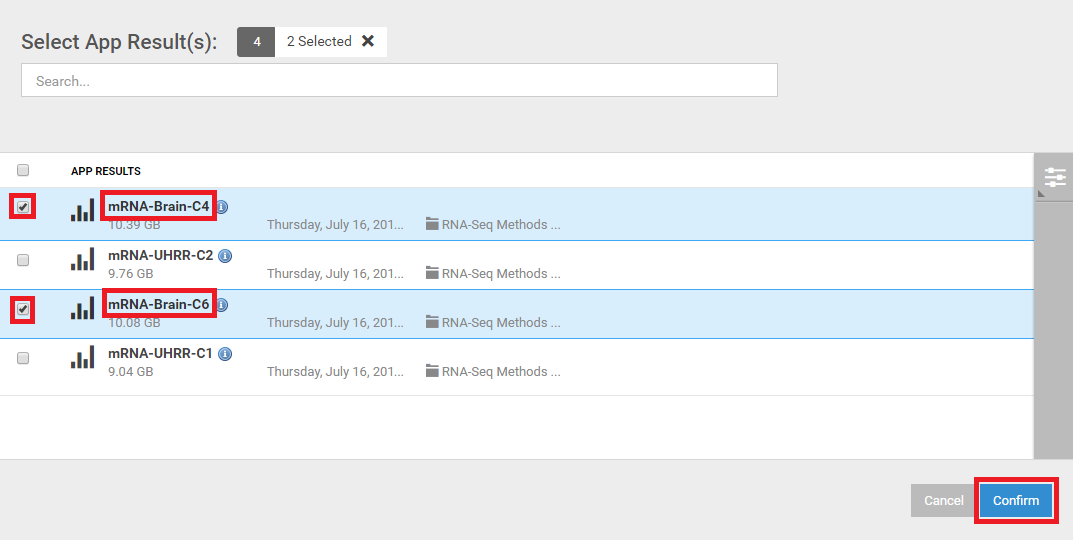 Select App Result(s): 4 2 Selected ✕
Search...
APP RESULTS
mRNA-Brain-C4
10.39 GB Thursday, July 16, 201... RNA-Seq Methods ...
mRNA-UHRR-C2
9.76 GB Thursday, July 16, 201... RNA-Seq Methods ...
mRNA-Brain-C6
10.08 GB Thursday, July 16, 201... RNA-Seq Methods ...
mRNA-UHRR-C1
9.04 GB Thursday, July 16, 201... RNA-Seq Methods ...
Cancel Confirm